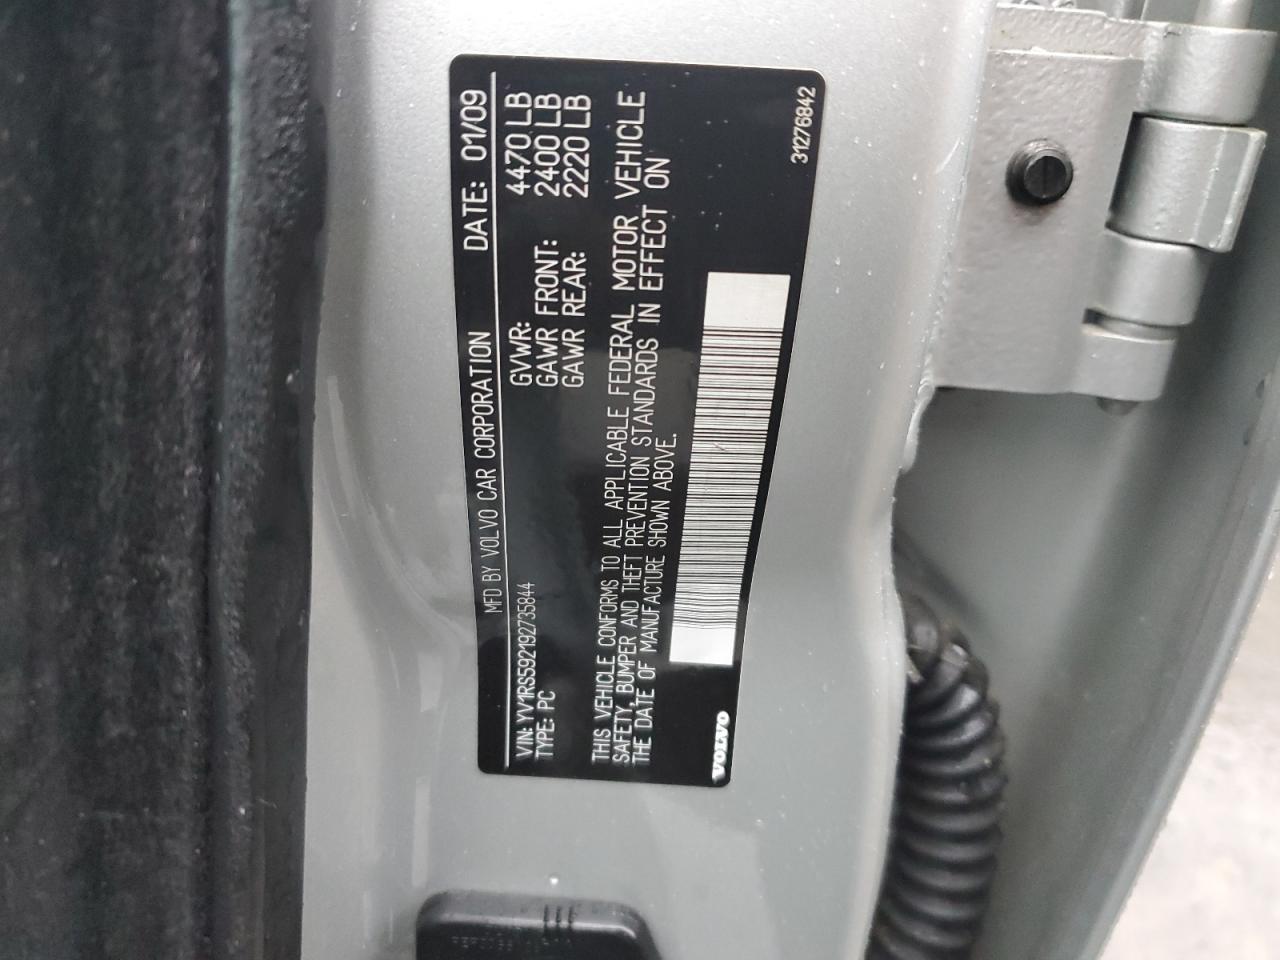 MFD BY VOLVO CAR CORPORATION DATE: 01/09
VIN: YV1RS592192735844 GVWR: 4470 LB
TYPE: PC GAWR FRONT: 2400 LB
GAWR REAR: 2220 LB
THIS VEHICLE CONFORMS TO ALL APPLICABLE FEDERAL MOTOR VEHICLE
SAFETY, BUMPER AND THEFT PREVENTION STANDARDS IN EFFECT ON
THE DATE OF MANUFACTURE SHOWN ABOVE.
VOLVO
31276842